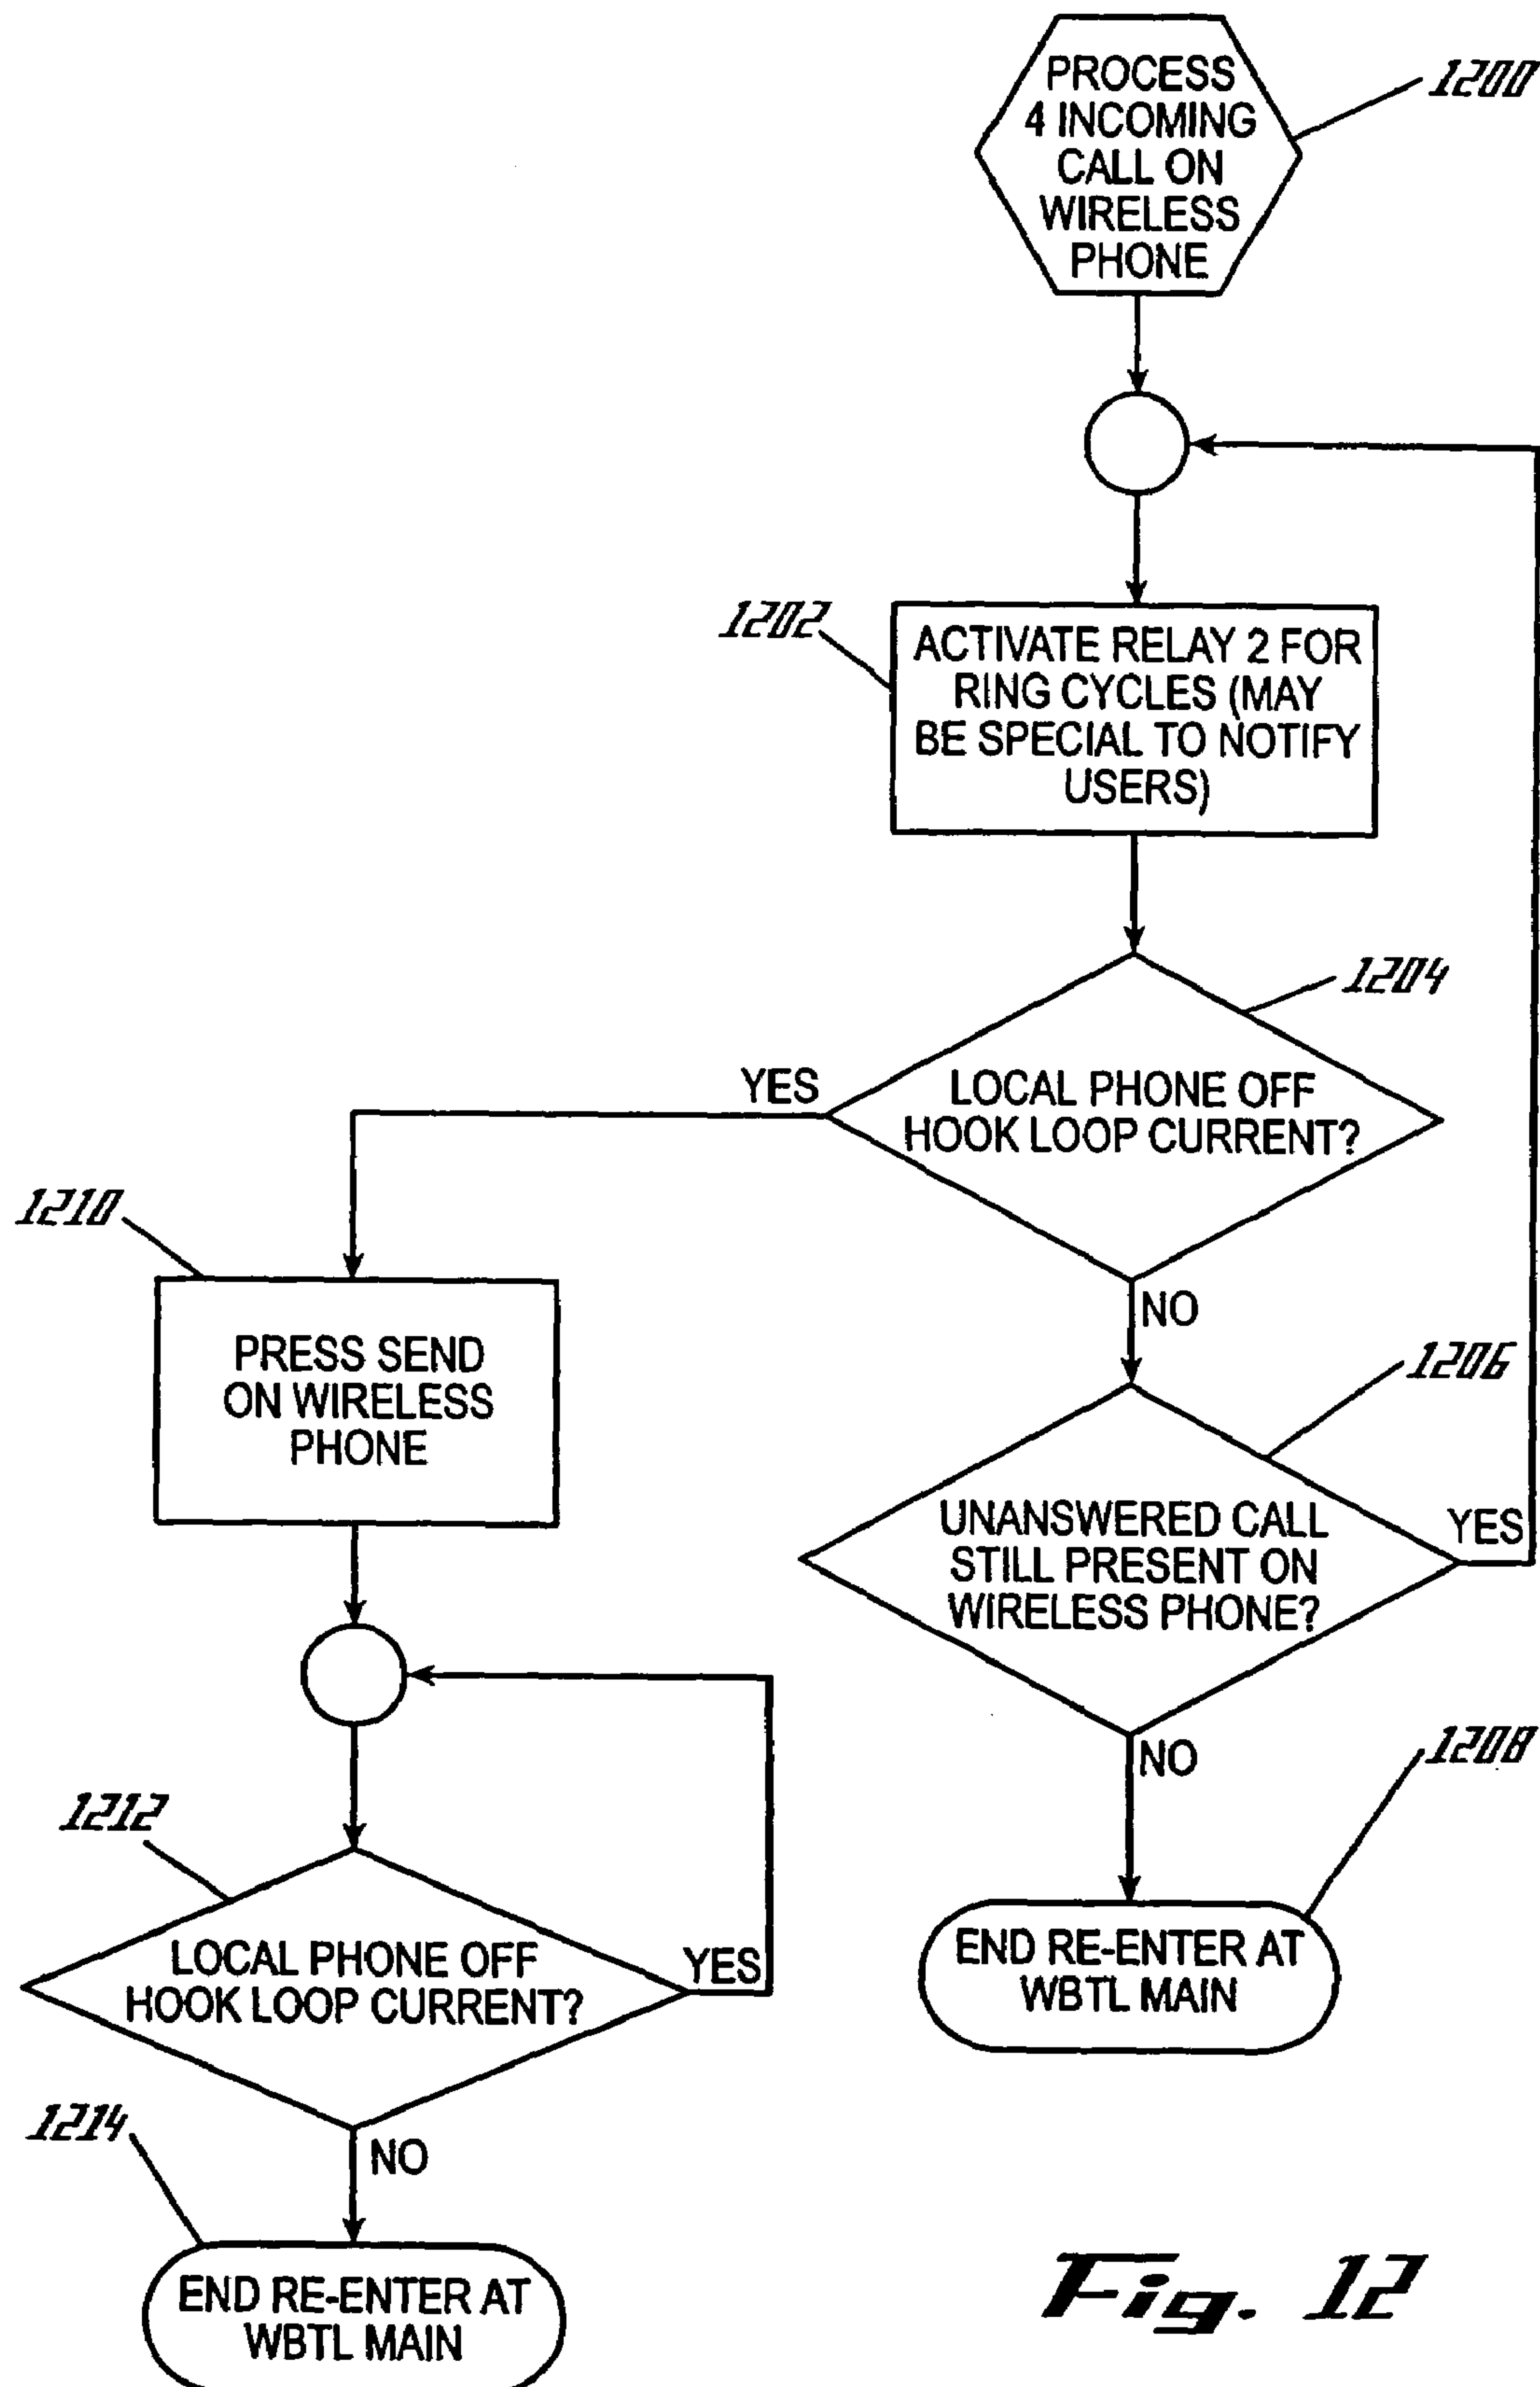 PROCESS
4 INCOMING
CALL ON
WIRELESS
PHONE
1200
1202
ACTIVATE RELAY 2 FOR
RING CYCLES (MAY
BE SPECIAL TO NOTIFY
USERS)
1204
LOCAL PHONE OFF
HOOK LOOP CURRENT?
YES
NO
1210
PRESS SEND
ON WIRELESS
PHONE
1206
UNANSWERED CALL
STILL PRESENT ON
WIRELESS PHONE?
YES
NO
1208
END RE-ENTER AT
WBTL MAIN
1212
LOCAL PHONE OFF
HOOK LOOP CURRENT?
YES
NO
1214
END RE-ENTER AT
WBTL MAIN
Fig. 12